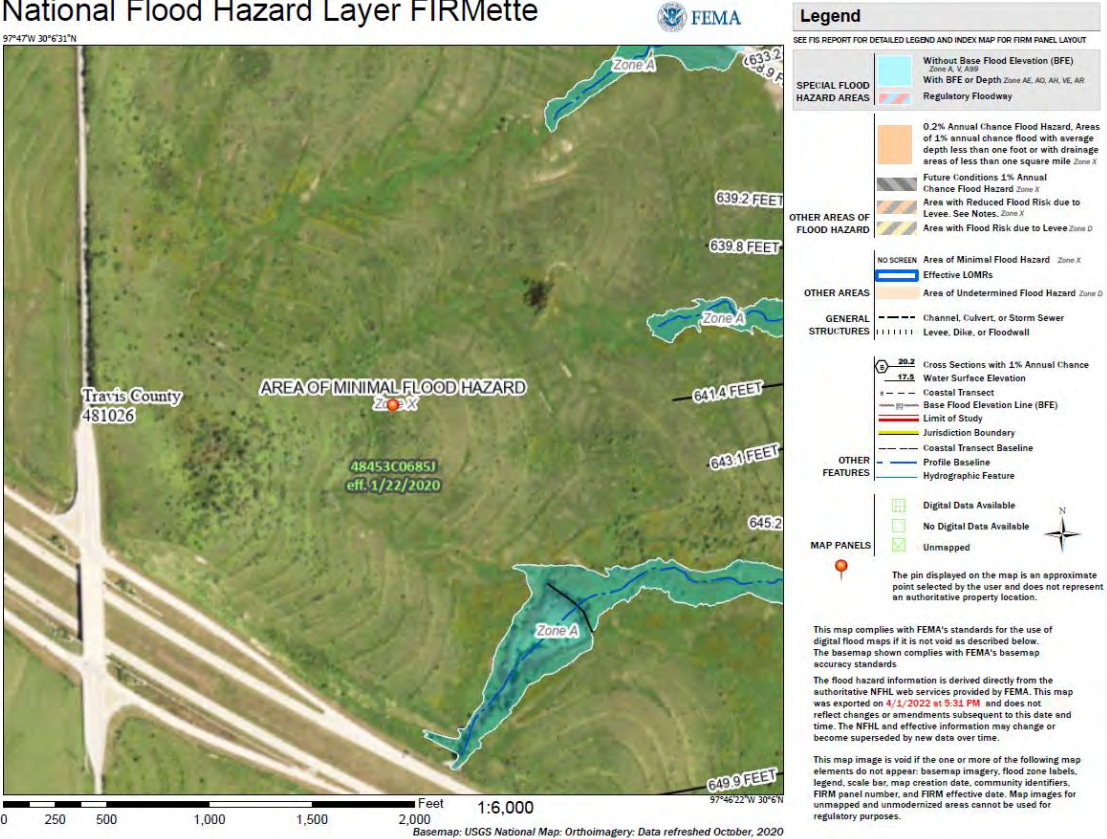 National Flood Hazard Layer FIRMette
FEMA
97°47'W 30°6'31"N
Zone A
633.2
639.2 FEET
639.8 FEET
Zone A
AREA OF MINIMAL FLOOD HAZARD
Zone X
641.4 FEET
Travis County
481026
643.1 FEET
48453C0685J
eff. 1/22/2020
645.2
Zone A
649.9 FEET
97°46'22"W 30°6'N
Feet
1:6,000
0 250 500 1,000 1,500 2,000
Basemap: USGS National Map: Orthoimagery: Data refreshed October, 2020
Legend
SEE FIS REPORT FOR DETAILED LEGEND AND INDEX MAP FOR FIRM PANEL LAYOUT
SPECIAL FLOOD
HAZARD AREAS
Without Base Flood Elevation (BFE)
Zone A, V, A99
With BFE or Depth Zone AE, AO, AH, VE, AR
Regulatory Floodway
OTHER AREAS OF
FLOOD HAZARD
0.2% Annual Chance Flood Hazard, Areas
of 1% annual chance flood with average
depth less than one foot or with drainage
areas of less than one square mile Zone X
Future Conditions 1% Annual
Chance Flood Hazard Zone X
Area with Reduced Flood Risk due to
Levee. See Notes. Zone X
Area with Flood Risk due to Levee Zone D
OTHER AREAS
NO SCREEN Area of Minimal Flood Hazard Zone X
Effective LOMRs
Area of Undetermined Flood Hazard Zone D
GENERAL
STRUCTURES
Channel, Culvert, or Storm Sewer
Levee, Dike, or Floodwall
OTHER
FEATURES
B 20.2 Cross Sections with 1% Annual Chance
17.5 Water Surface Elevation
8 Coastal Transect
Base Flood Elevation Line (BFE)
Limit of Study
Jurisdiction Boundary
Coastal Transect Baseline
Profile Baseline
Hydrographic Feature
MAP PANELS
Digital Data Available
No Digital Data Available
Unmapped
N
The pin displayed on the map is an approximate
point selected by the user and does not represent
an authoritative property location.
This map complies with FEMA's standards for the use of
digital flood maps if it is not void as described below.
The basemap shown complies with FEMA's basemap
accuracy standards
The flood hazard information is derived directly from the
authoritative NFHL web services provided by FEMA. This map
was exported on 4/1/2022 at 5:31 PM and does not
reflect changes or amendments subsequent to this date and
time. The NFHL and effective information may change or
become superseded by new data over time.
This map image is void if the one or more of the following map
elements do not appear: basemap imagery, flood zone labels,
legend, scale bar, map creation date, community identifiers,
FIRM panel number, and FIRM effective date. Map images for
unmapped and unmodernized areas cannot be used for
regulatory purposes.